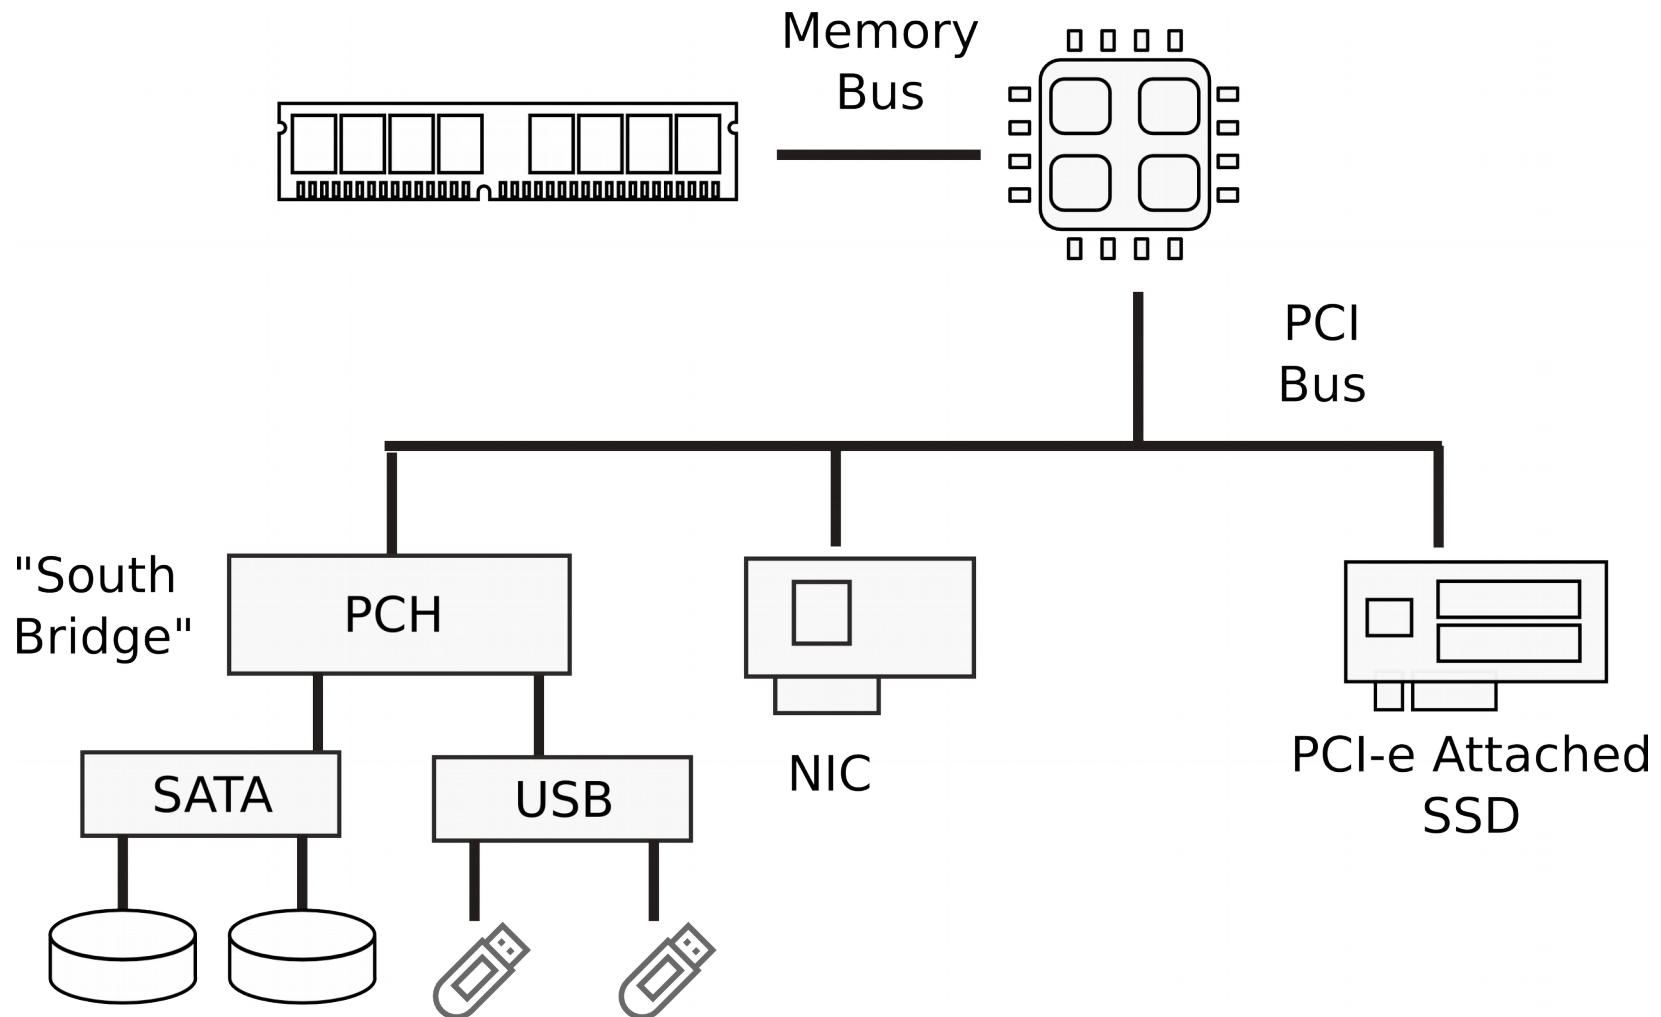 Memory
Bus
PCI
Bus
"South
Bridge"
PCH
SATA
USB
NIC
PCI-e Attached
SSD